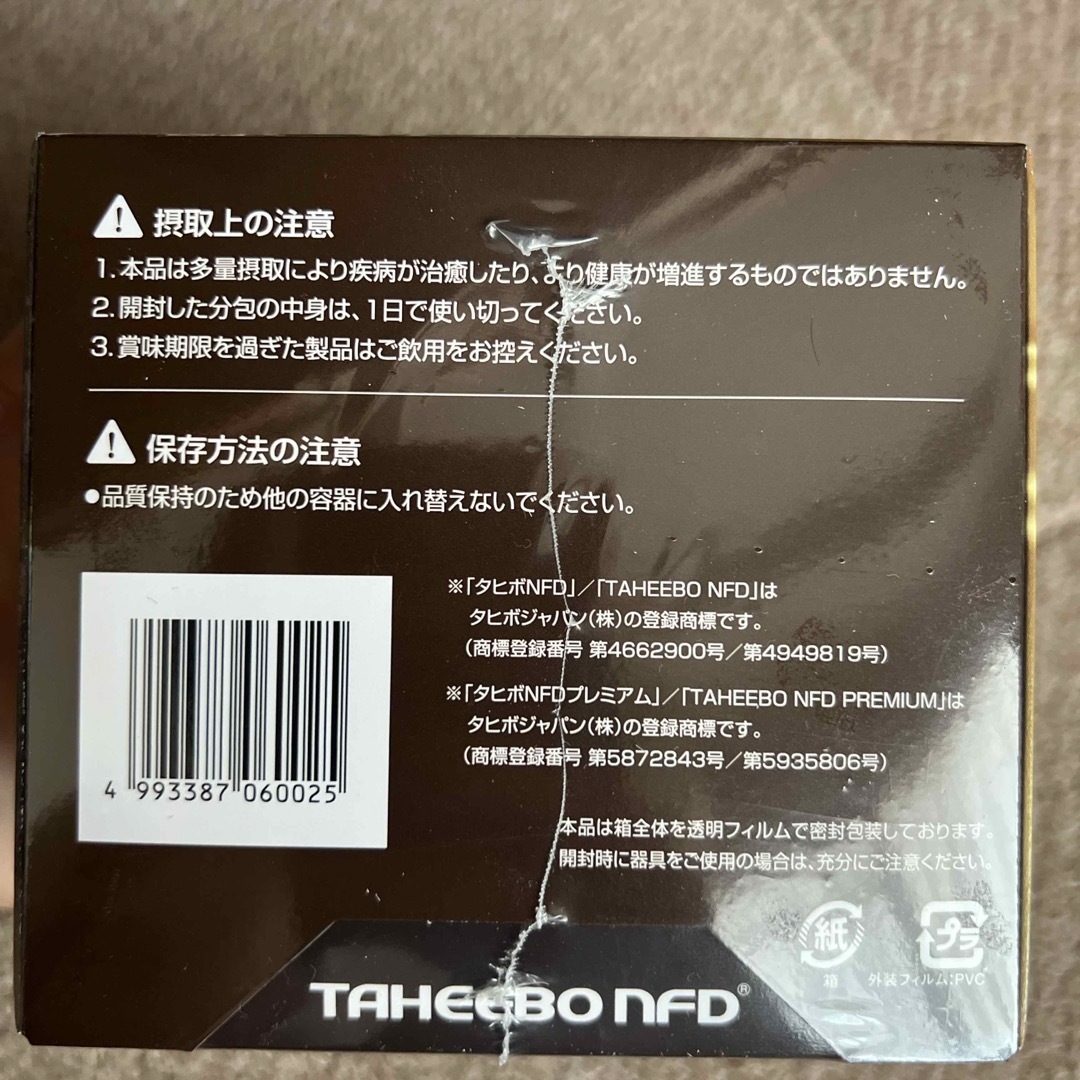 摂取上の注意
1.本品は多量摂取により疾病が治癒したり、より健康が増進するものではありません。
2.開封した分包の中身は、1日で使い切ってください。
3.賞味期限を過ぎた製品はご飲用をお控えください。
保存方法の注意
●品質保持のため他の容器に入れ替えないでください。
※「タヒボNFD」／「TAHEEBO NFD」は
タヒボジャパン(株)の登録商標です。
(商標登録番号 第4662900号／第4949819号)
※「タヒボNFDプレミアム」／「TAHEEBO NFD PREMIUM」は
タヒボジャパン(株)の登録商標です。
(商標登録番号 第5872843号／第5935806号)
4 993387 060025
本品は箱全体を透明フィルムで密封包装しております。
開封時に器具をご使用の場合は、充分にご注意ください。
紙 プラ
箱 外装フィルム:PVC
TAHEEBO NFD®